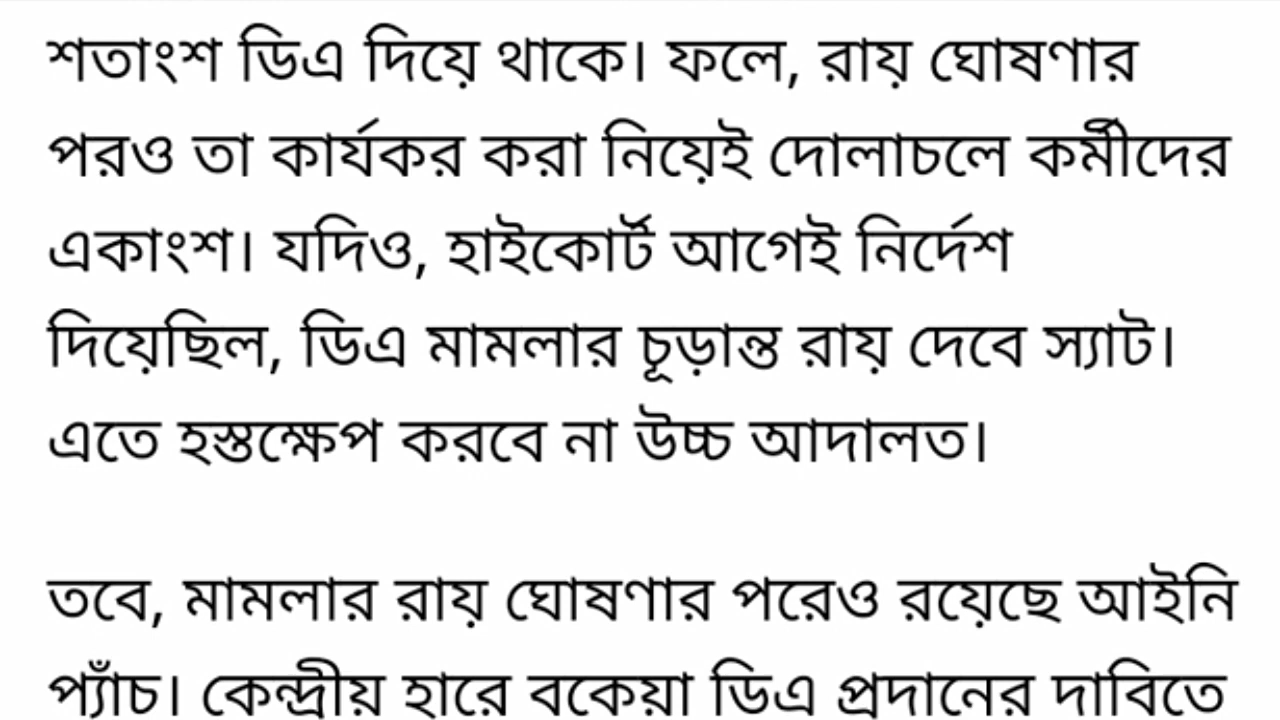 শতাংশ ডিএ দিয়ে থাকে। ফলে, রায় ঘোষণার
পরও তা কার্যকর করা নিয়েই দোলাচলে কর্মীদের
একাংশ। যদিও, হাইকোর্ট আগেই নির্দেশ
দিয়েছিল, ডিএ মামলার চূড়ান্ত রায় দেবে স্যাট।
এতে হস্তক্ষেপ করবে না উচ্চ আদালত।
তবে, মামলার রায় ঘোষণার পরেও রয়েছে আইনি
প্যাঁচ। কেন্দ্রীয় হারে বকেয়া ডিএ প্রদানের দাবিতে